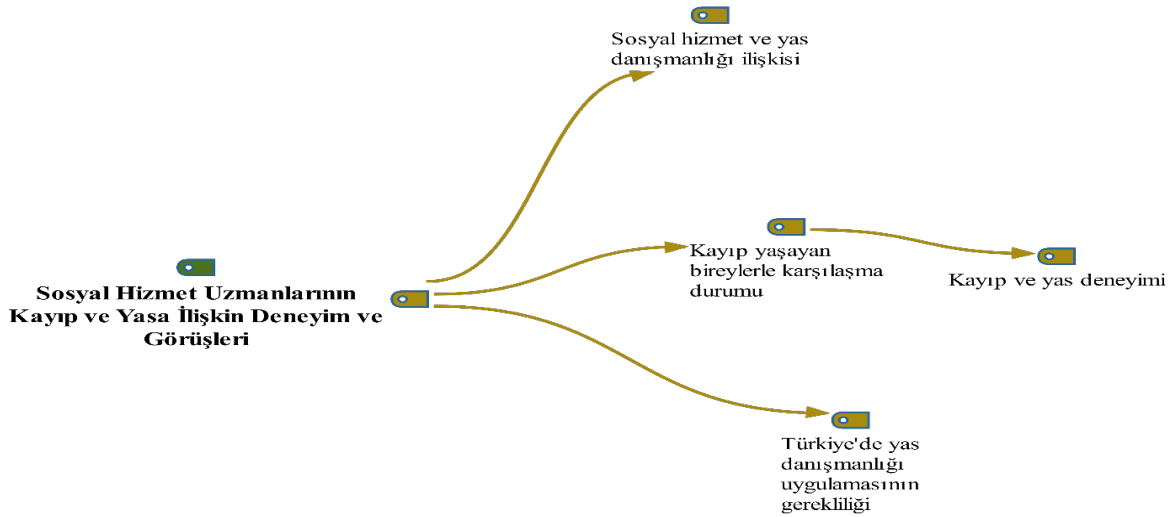 Sosyal hizmet ve yas
danışmanlığı ilişkisi
Kayıp yaşayan
bireylerle karşılaşma
durumu
Kayıp ve yas deneyimi
Sosyal Hizmet Uzmanlarının
Kayıp ve Yasa İlişkin Deneyim ve
Görüşleri
Türkiye'de yas
danışmanlığı
uygulamasının
gerekliliği